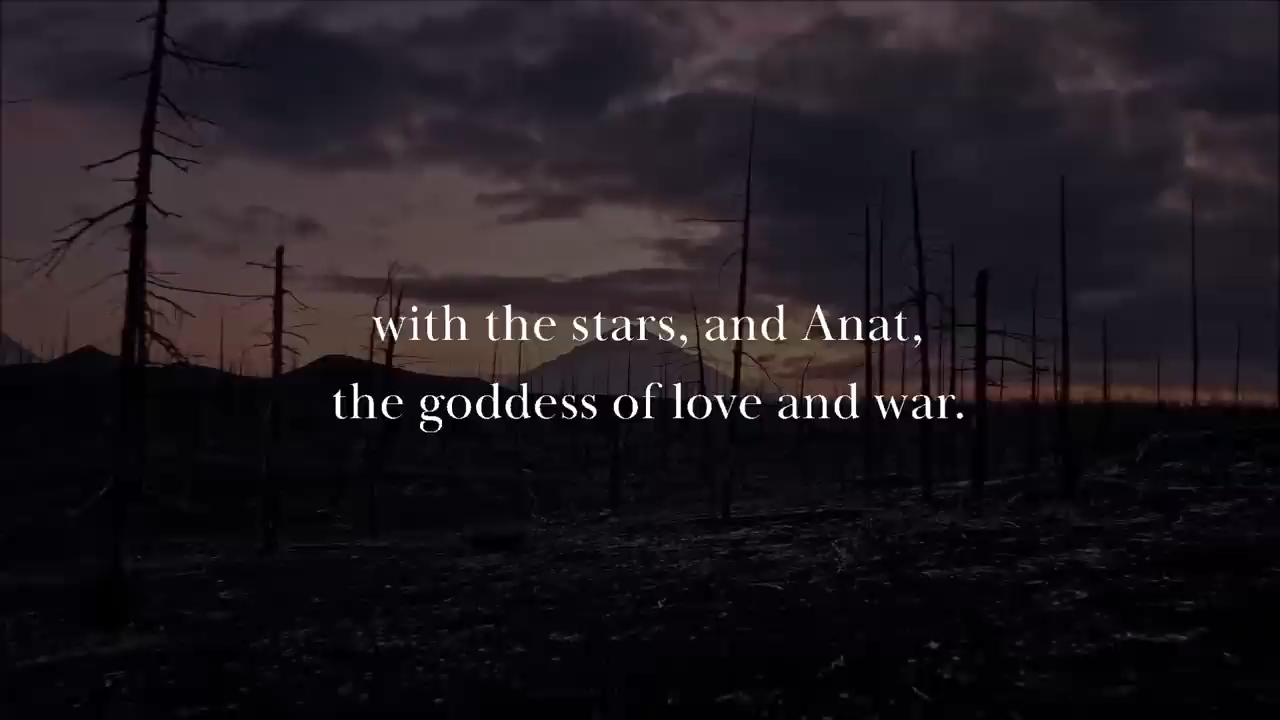 with the stars, and Anat,
the goddess of love and war.